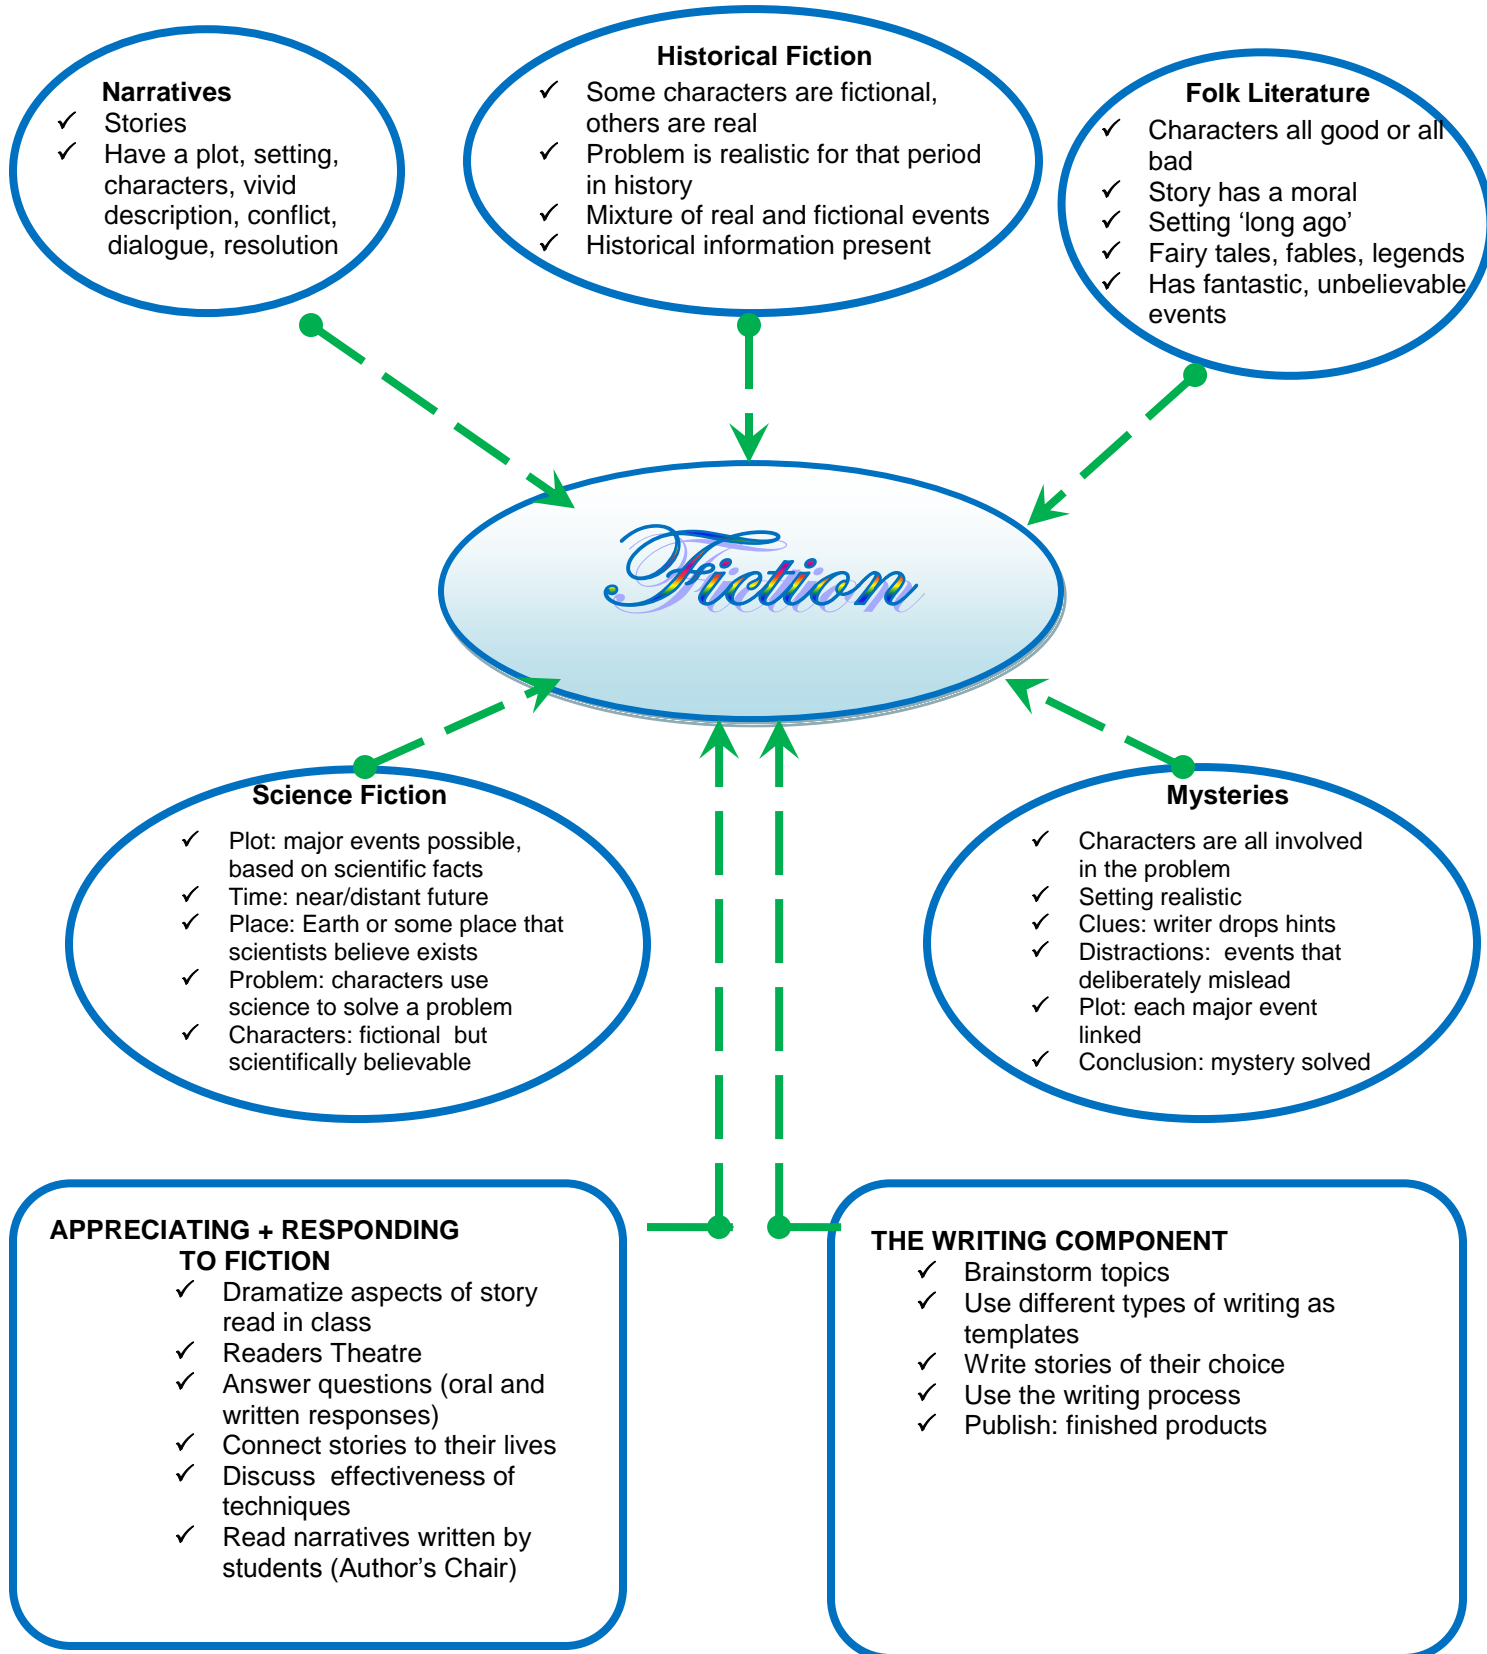 Narratives
✓ Stories
✓ Have a plot, setting,
characters, vivid
description, conflict,
dialogue, resolution
Historical Fiction
✓ Some characters are fictional,
others are real
✓ Problem is realistic for that period
in history
✓ Mixture of real and fictional events
✓ Historical information present
Folk Literature
✓ Characters all good or all
bad
✓ Story has a moral
✓ Setting ‘long ago’
✓ Fairy tales, fables, legends
✓ Has fantastic, unbelievable
events
Fiction
Science Fiction
✓ Plot: major events possible,
based on scientific facts
✓ Time: near/distant future
✓ Place: Earth or some place that
scientists believe exists
✓ Problem: characters use
science to solve a problem
✓ Characters: fictional but
scientifically believable
Mysteries
✓ Characters are all involved
in the problem
✓ Setting realistic
✓ Clues: writer drops hints
✓ Distractions: events that
deliberately mislead
✓ Plot: each major event
linked
✓ Conclusion: mystery solved
APPRECIATING + RESPONDING
TO FICTION
✓ Dramatize aspects of story
read in class
✓ Readers Theatre
✓ Answer questions (oral and
written responses)
✓ Connect stories to their lives
✓ Discuss effectiveness of
techniques
✓ Read narratives written by
students (Author’s Chair)
THE WRITING COMPONENT
✓ Brainstorm topics
✓ Use different types of writing as
templates
✓ Write stories of their choice
✓ Use the writing process
✓ Publish: finished products